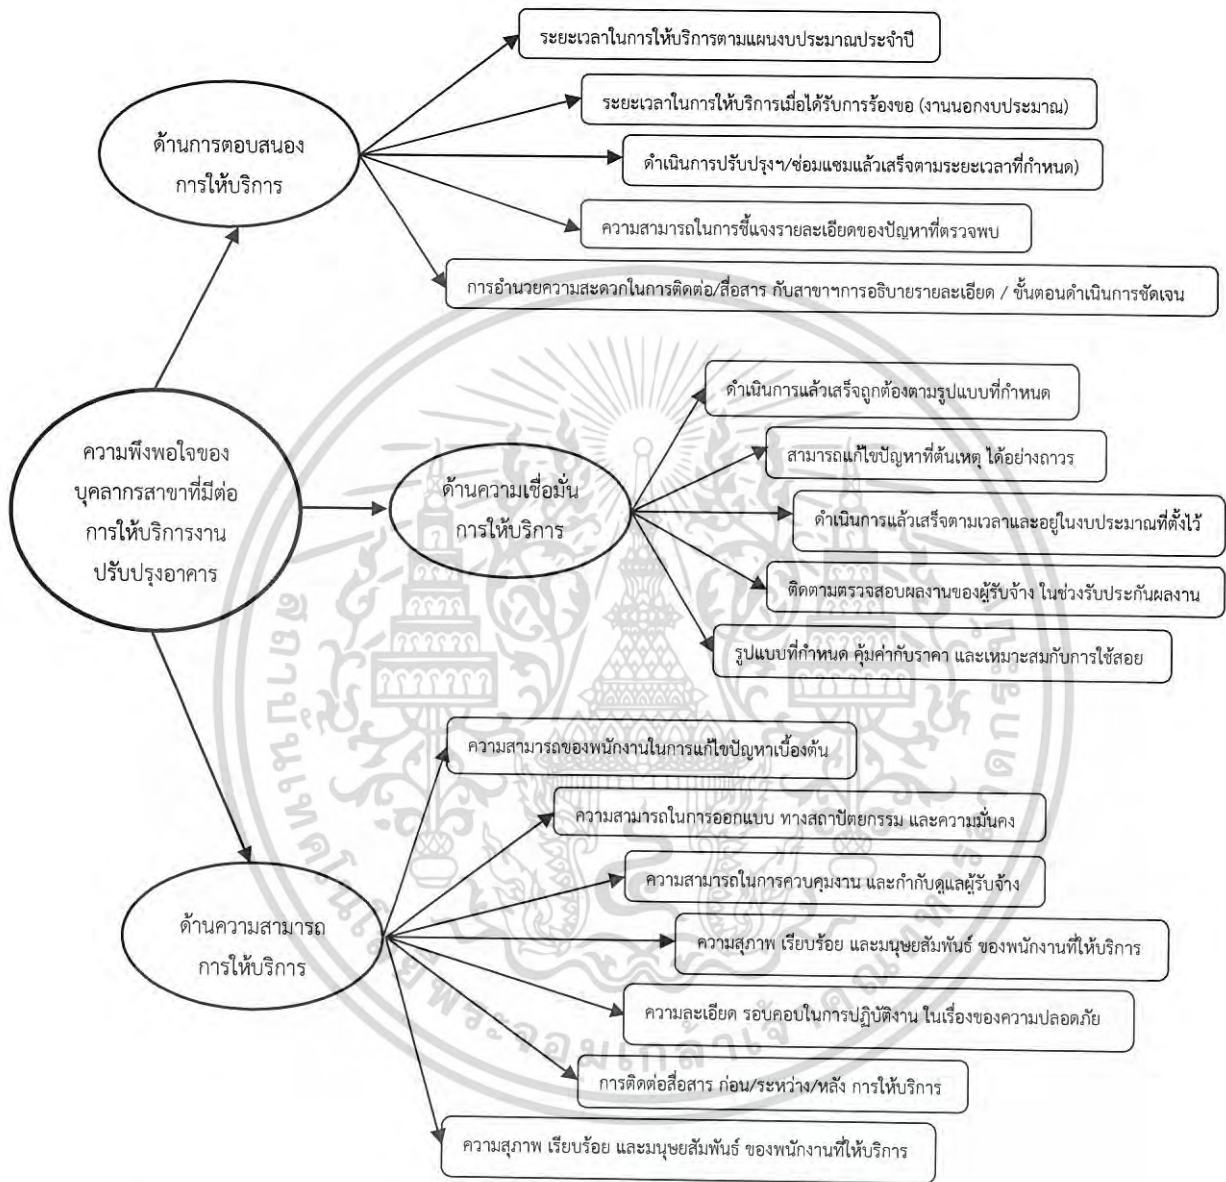 ระยะเวลาในการให้บริการตามแผนงบประมาณประจำปี
ระยะเวลาในการให้บริการเมื่อได้รับการร้องขอ (งานนอกงบประมาณ)
ด้านการตอบสนอง
การให้บริการ
ดำเนินการปรับปรุงฯ/ซ่อมแซมแล้วเสร็จตามระยะเวลาที่กำหนด)
ความสามารถในการชี้แจงรายละเอียดของปัญหาที่ตรวจพบ
การอำนวยความสะดวกในการติดต่อ/สื่อสาร กับสาขาฯการอธิบายรายละเอียด / ขั้นตอนดำเนินการชัดเจน
ความพึงพอใจของ
บุคลากรสาขาที่มีต่อ
การให้บริการงาน
ปรับปรุงอาคาร
ด้านความเชื่อมั่น
การให้บริการ
ดำเนินการแล้วเสร็จถูกต้องตามรูปแบบที่กำหนด
สามารถแก้ไขปัญหาที่ต้นเหตุ ได้อย่างถาวร
ดำเนินการแล้วเสร็จตามเวลาและอยู่ในงบประมาณที่ตั้งไว้
ติดตามตรวจสอบผลงานของผู้รับจ้าง ในช่วงรับประกันผลงาน
รูปแบบที่กำหนด คุ้มค่ากับราคา และเหมาะสมกับการใช้สอย
ความสามารถของพนักงานในการแก้ไขปัญหาเบื้องต้น
ความสามารถในการออกแบบ ทางสถาปัตยกรรม และความมั่นคง
ความสามารถในการควบคุมงาน และกำกับดูแลผู้รับจ้าง
ด้านความสามารถ
การให้บริการ
ความสุภาพ เรียบร้อย และมนุษยสัมพันธ์ ของพนักงานที่ให้บริการ
ความละเอียด รอบคอบในการปฏิบัติงาน ในเรื่องของความปลอดภัย
การติดต่อสื่อสาร ก่อน/ระหว่าง/หลัง การให้บริการ
ความสุภาพ เรียบร้อย และมนุษยสัมพันธ์ ของพนักงานที่ให้บริการ